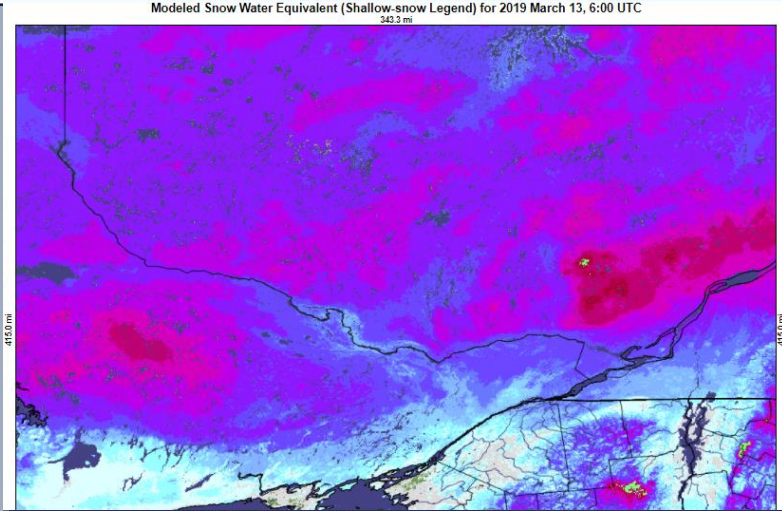 Modeled Snow Water Equivalent (Shallow-snow Legend) for 2019 March 13, 6:00 UTC
343.3 mi
415.0 mi
415.0 mi